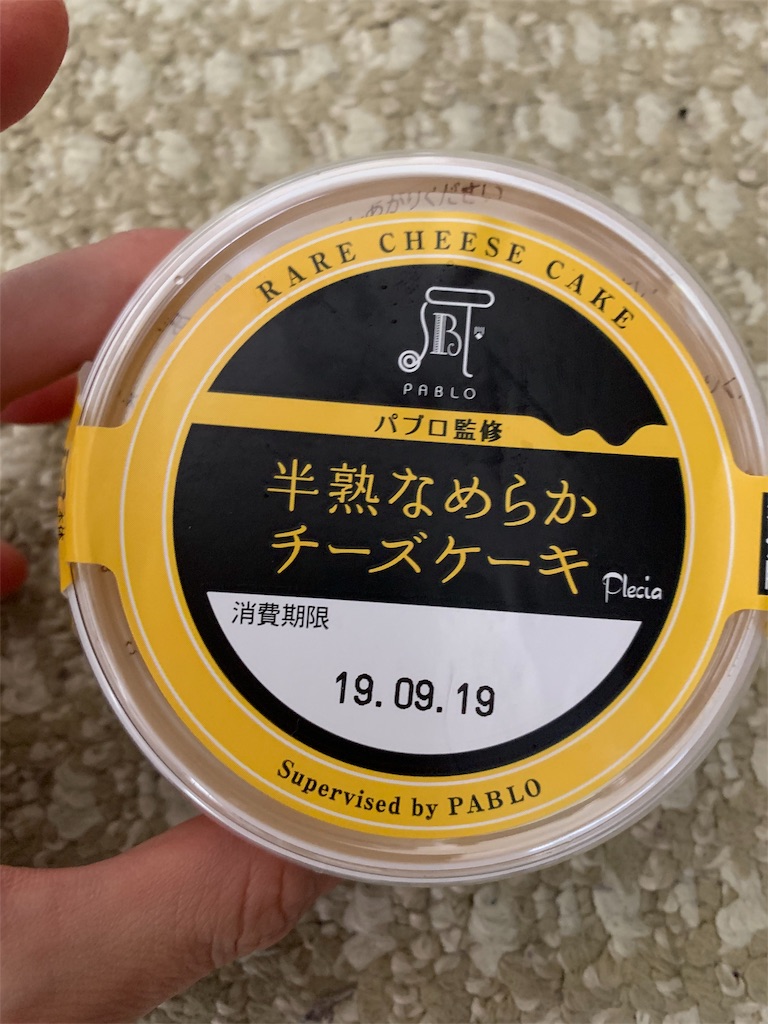 RARE CHEESE CAKE
PABLO
パブロ監修
半熟なめらか
チーズケーキ
Plecia
消費期限
19.09.19
Supervised by PABLO